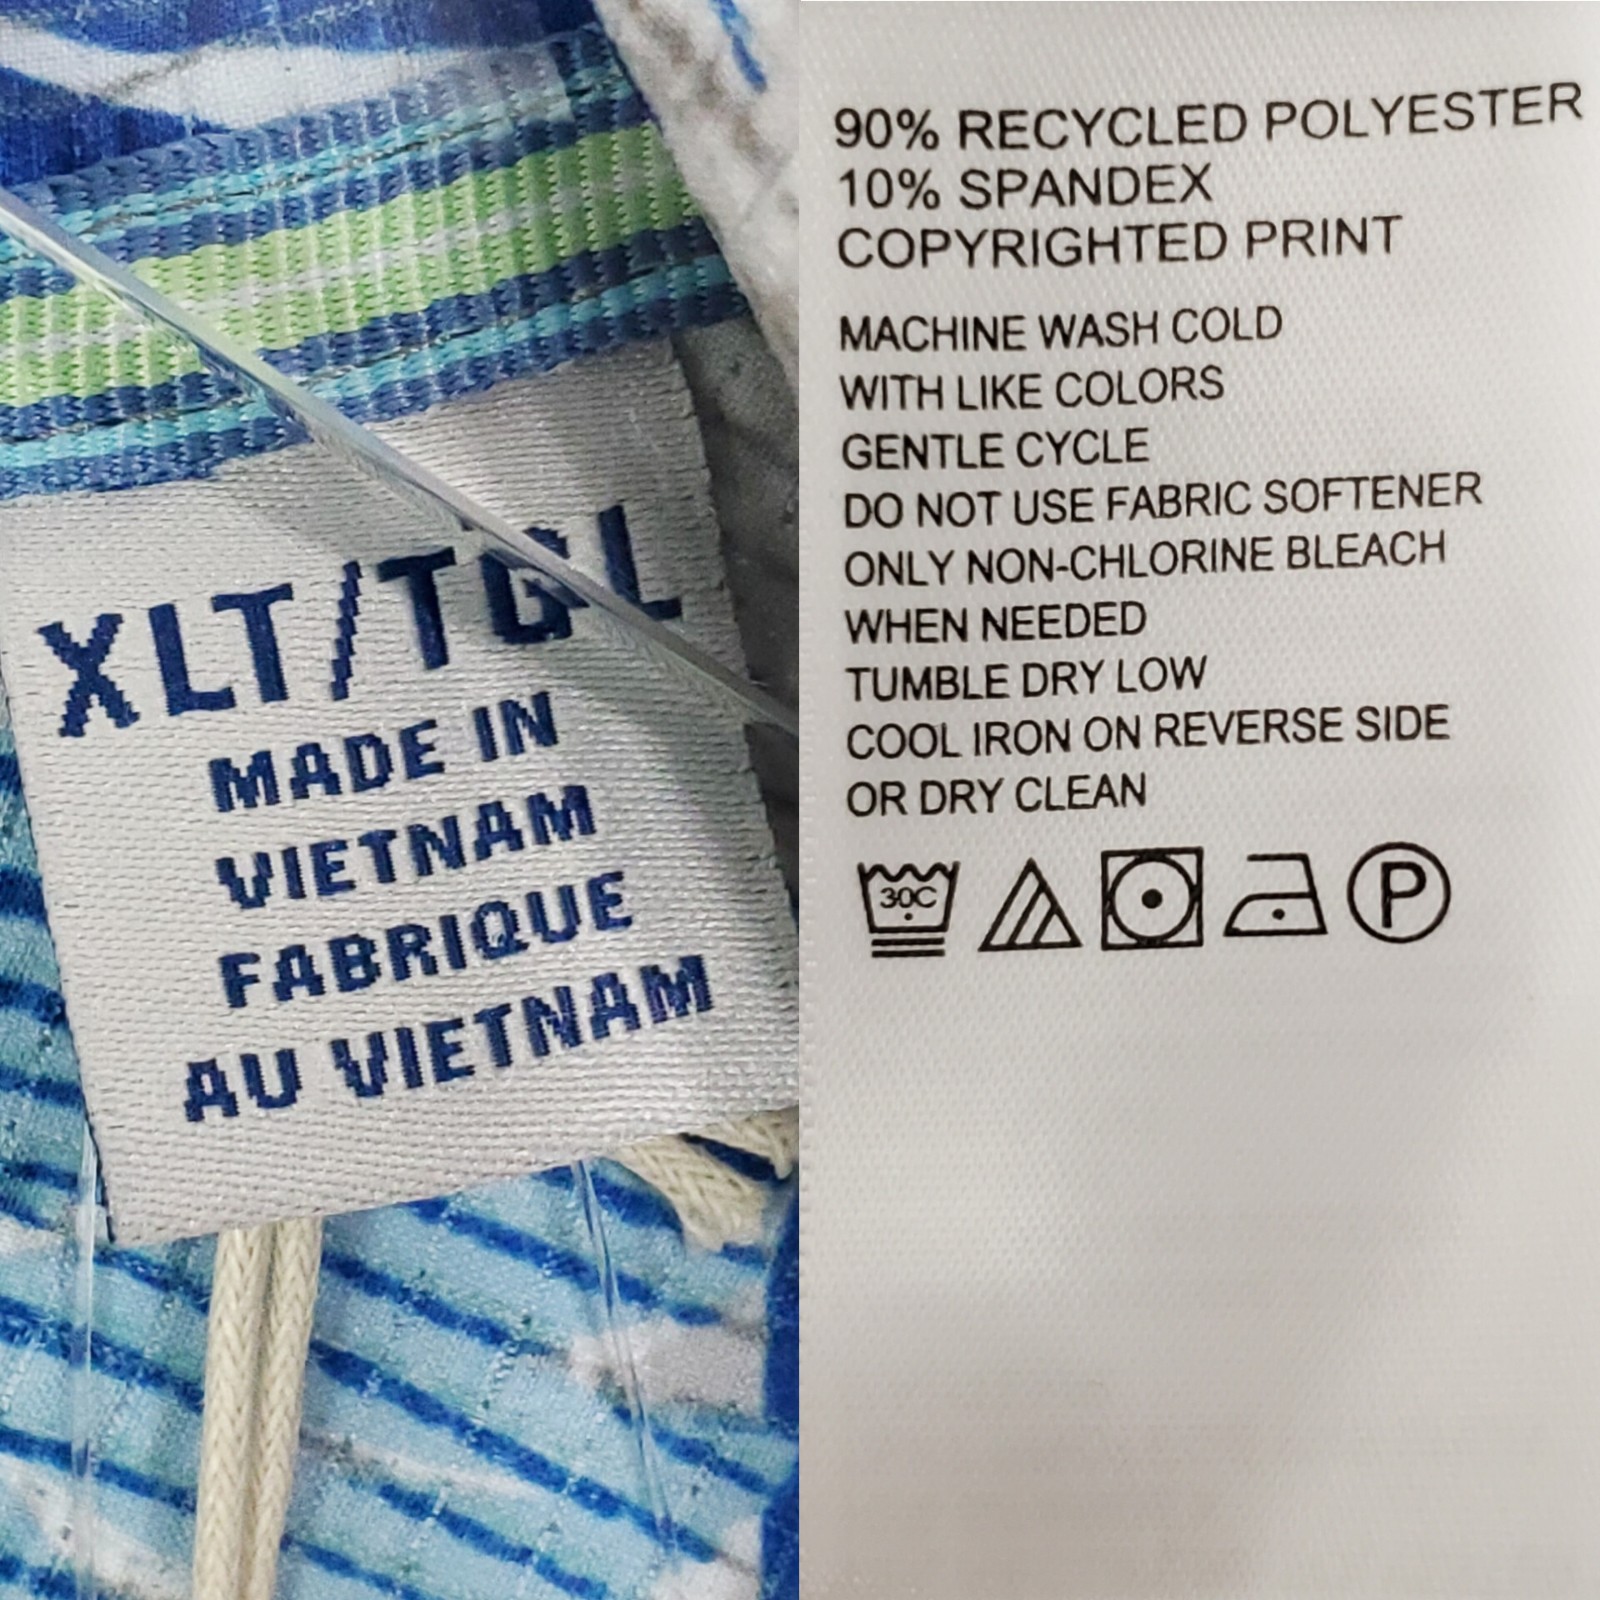 XLT/TGL
MADE IN
VIETNAM
FABRIQUE
AU VIETNAM
90% RECYCLED POLYESTER
10% SPANDEX
COPYRIGHTED PRINT
MACHINE WASH COLD
WITH LIKE COLORS
GENTLE CYCLE
DO NOT USE FABRIC SOFTENER
ONLY NON-CHLORINE BLEACH
WHEN NEEDED
TUMBLE DRY LOW
COOL IRON ON REVERSE SIDE
OR DRY CLEAN
30C P